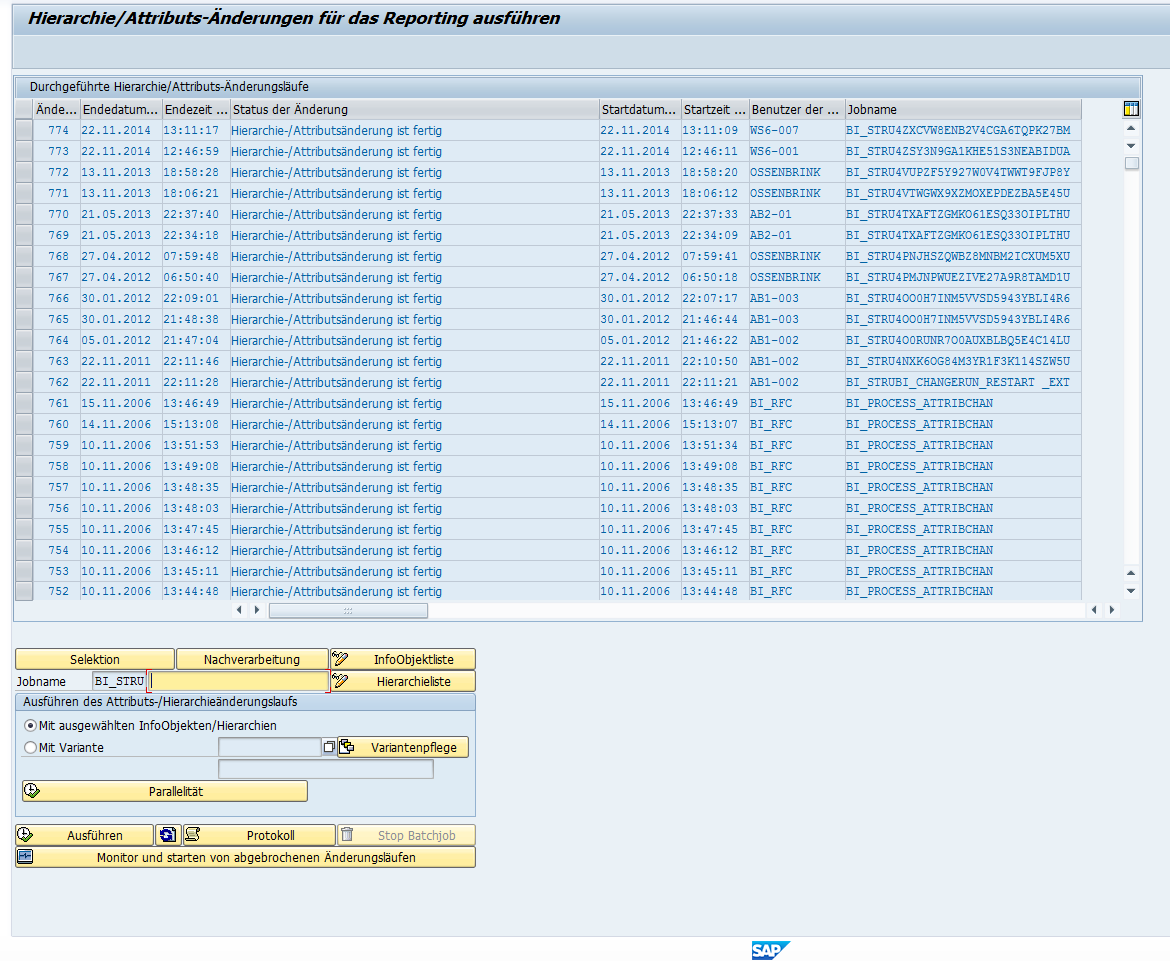 Hierarchie/Attributs-Änderungen für das Reporting ausführen
Durchgeführte Hierarchie/Attributs-Änderungsläufe
Ände... Endedatum... Endezeit ... Status der Änderung Startdatum... Startzeit ... Benutzer der ... Jobname
774 22.11.2014 13:11:17 Hierarchie-/Attributsänderung ist fertig 22.11.2014 13:11:09 WS6-007 BI_STRU4ZXCVW8ENB2V4CGA6TQPK27BM
773 22.11.2014 12:46:59 Hierarchie-/Attributsänderung ist fertig 22.11.2014 12:46:11 WS6-001 BI_STRU4ZSY3N9GA1KHE51S3NEABIDUA
772 13.11.2013 18:58:28 Hierarchie-/Attributsänderung ist fertig 13.11.2013 18:58:20 OSSENBRINK BI_STRU4VUPZF5Y927W0V4TWWT9FJP8Y
771 13.11.2013 18:06:21 Hierarchie-/Attributsänderung ist fertig 13.11.2013 18:06:12 OSSENBRINK BI_STRU4VTWGWX9XZMOXEPDEZBA5E45U
770 21.05.2013 22:37:40 Hierarchie-/Attributsänderung ist fertig 21.05.2013 22:37:33 AB2-01 BI_STRU4TXAFTZGMKO61ESQ33OIPLTHU
769 21.05.2013 22:34:18 Hierarchie-/Attributsänderung ist fertig 21.05.2013 22:34:09 AB2-01 BI_STRU4TXAFTZGMKO61ESQ33OIPLTHU
768 27.04.2012 07:59:48 Hierarchie-/Attributsänderung ist fertig 27.04.2012 07:59:41 OSSENBRINK BI_STRU4PNJHSZQWBZ8MNBM2ICXUM5XU
767 27.04.2012 06:50:40 Hierarchie-/Attributsänderung ist fertig 27.04.2012 06:50:18 OSSENBRINK BI_STRU4PMJNPWUEZIVE27A9R8TAMD1U
766 30.01.2012 22:09:01 Hierarchie-/Attributsänderung ist fertig 30.01.2012 22:07:17 AB1-003 BI_STRU4OO0H7INM5VVSD5943YBLI4R6
765 30.01.2012 21:48:38 Hierarchie-/Attributsänderung ist fertig 30.01.2012 21:46:44 AB1-003 BI_STRU4OO0H7INM5VVSD5943YBLI4R6
764 05.01.2012 21:47:04 Hierarchie-/Attributsänderung ist fertig 05.01.2012 21:46:22 AB1-002 BI_STRU4O0RUNR7O0AUXBLBQ5E4C14LU
763 22.11.2011 22:11:46 Hierarchie-/Attributsänderung ist fertig 22.11.2011 22:10:50 AB1-002 BI_STRU4NXK6OG84M3YR1F3K114SZW5U
762 22.11.2011 22:11:28 Hierarchie-/Attributsänderung ist fertig 22.11.2011 22:11:21 AB1-002 BI_STRUBI_CHANGERUN_RESTART _EXT
761 15.11.2006 13:46:49 Hierarchie-/Attributsänderung ist fertig 15.11.2006 13:46:49 BI_RFC BI_PROCESS_ATTRIBCHAN
760 14.11.2006 15:13:08 Hierarchie-/Attributsänderung ist fertig 14.11.2006 15:13:07 BI_RFC BI_PROCESS_ATTRIBCHAN
759 10.11.2006 13:51:53 Hierarchie-/Attributsänderung ist fertig 10.11.2006 13:51:34 BI_RFC BI_PROCESS_ATTRIBCHAN
758 10.11.2006 13:49:08 Hierarchie-/Attributsänderung ist fertig 10.11.2006 13:49:08 BI_RFC BI_PROCESS_ATTRIBCHAN
757 10.11.2006 13:48:35 Hierarchie-/Attributsänderung ist fertig 10.11.2006 13:48:35 BI_RFC BI_PROCESS_ATTRIBCHAN
756 10.11.2006 13:48:03 Hierarchie-/Attributsänderung ist fertig 10.11.2006 13:48:03 BI_RFC BI_PROCESS_ATTRIBCHAN
755 10.11.2006 13:47:45 Hierarchie-/Attributsänderung ist fertig 10.11.2006 13:47:45 BI_RFC BI_PROCESS_ATTRIBCHAN
754 10.11.2006 13:46:12 Hierarchie-/Attributsänderung ist fertig 10.11.2006 13:46:12 BI_RFC BI_PROCESS_ATTRIBCHAN
753 10.11.2006 13:45:11 Hierarchie-/Attributsänderung ist fertig 10.11.2006 13:45:11 BI_RFC BI_PROCESS_ATTRIBCHAN
752 10.11.2006 13:44:48 Hierarchie-/Attributsänderung ist fertig 10.11.2006 13:44:48 BI_RFC BI_PROCESS_ATTRIBCHAN
Selektion Nachverarbeitung InfoObjektliste
Jobname BI_STRU Hierarchieliste
Ausführen des Attributs-/Hierarchieänderungslaufs
Mit ausgewählten InfoObjekten/Hierarchien
Mit Variante Variantenpflege
Parallelität
Ausführen Protokoll Stop Batchjob
Monitor und starten von abgebrochenen Änderungsläufen
SAP